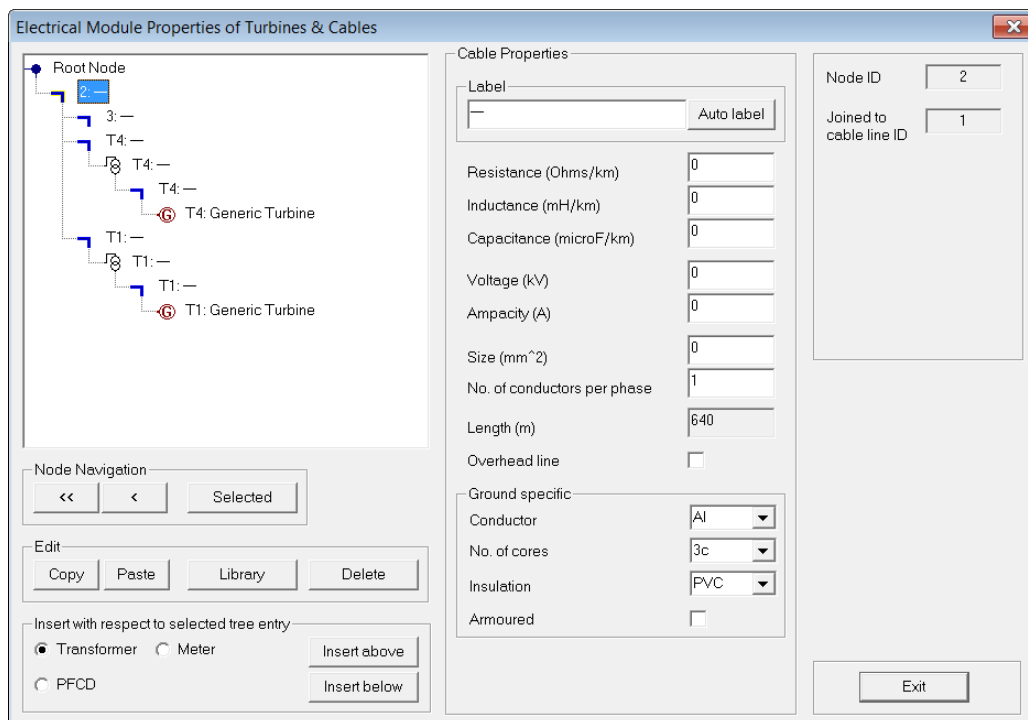 Electrical Module Properties of Turbines & Cables
Root Node
2: —
3: —
T4: —
T4: —
T4: —
T4: Generic Turbine
T1: —
T1: —
T1: —
T1: Generic Turbine
Node Navigation
<<
<
Selected
Edit
Copy
Paste
Library
Delete
Insert with respect to selected tree entry
Transformer
Meter
Insert above
PFCD
Insert below
Cable Properties
Label
—
Auto label
Resistance (Ohms/km) 0
Inductance (mH/km) 0
Capacitance (microF/km) 0
Voltage (kV) 0
Ampacity (A) 0
Size (mm^2) 0
No. of conductors per phase 1
Length (m) 640
Overhead line
Ground specific
Conductor Al
No. of cores 3c
Insulation PVC
Armoured
Node ID 2
Joined to
cable line ID 1
Exit